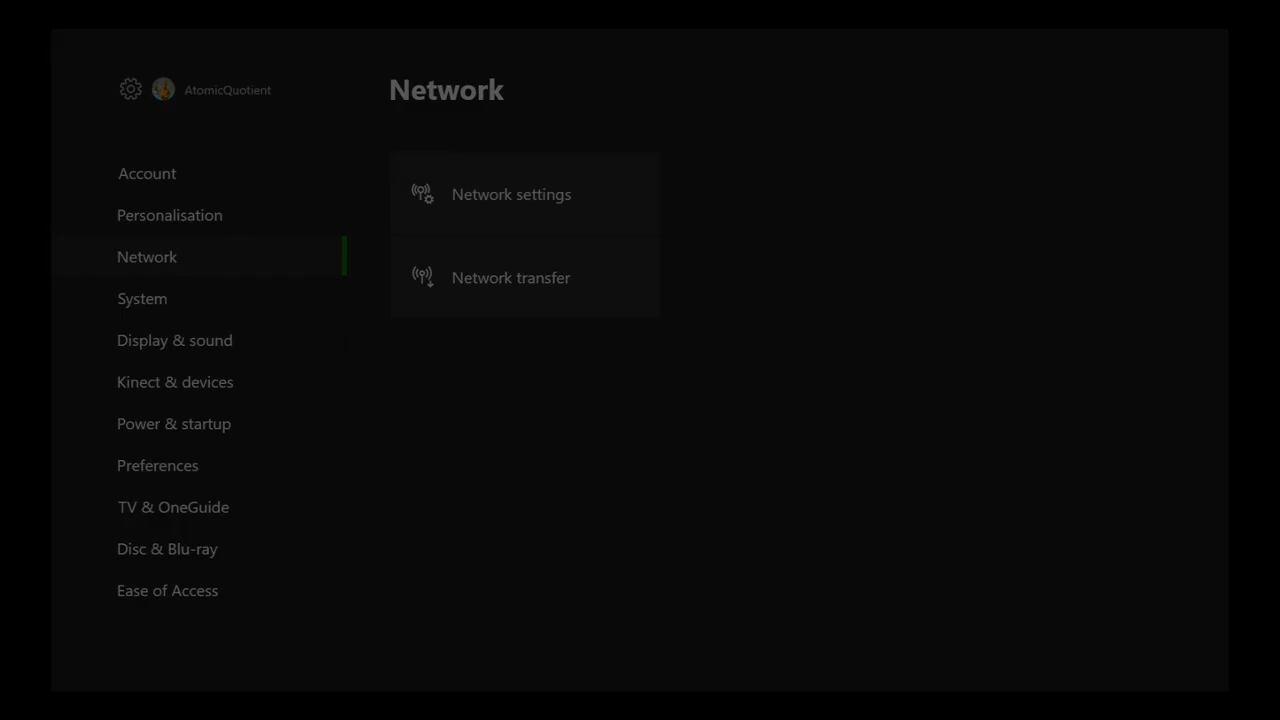 AtomicQuotient
Network
Account
Personalisation
Network
System
Display & sound
Kinect & devices
Power & startup
Preferences
TV & OneGuide
Disc & Blu-ray
Ease of Access
Network settings
Network transfer